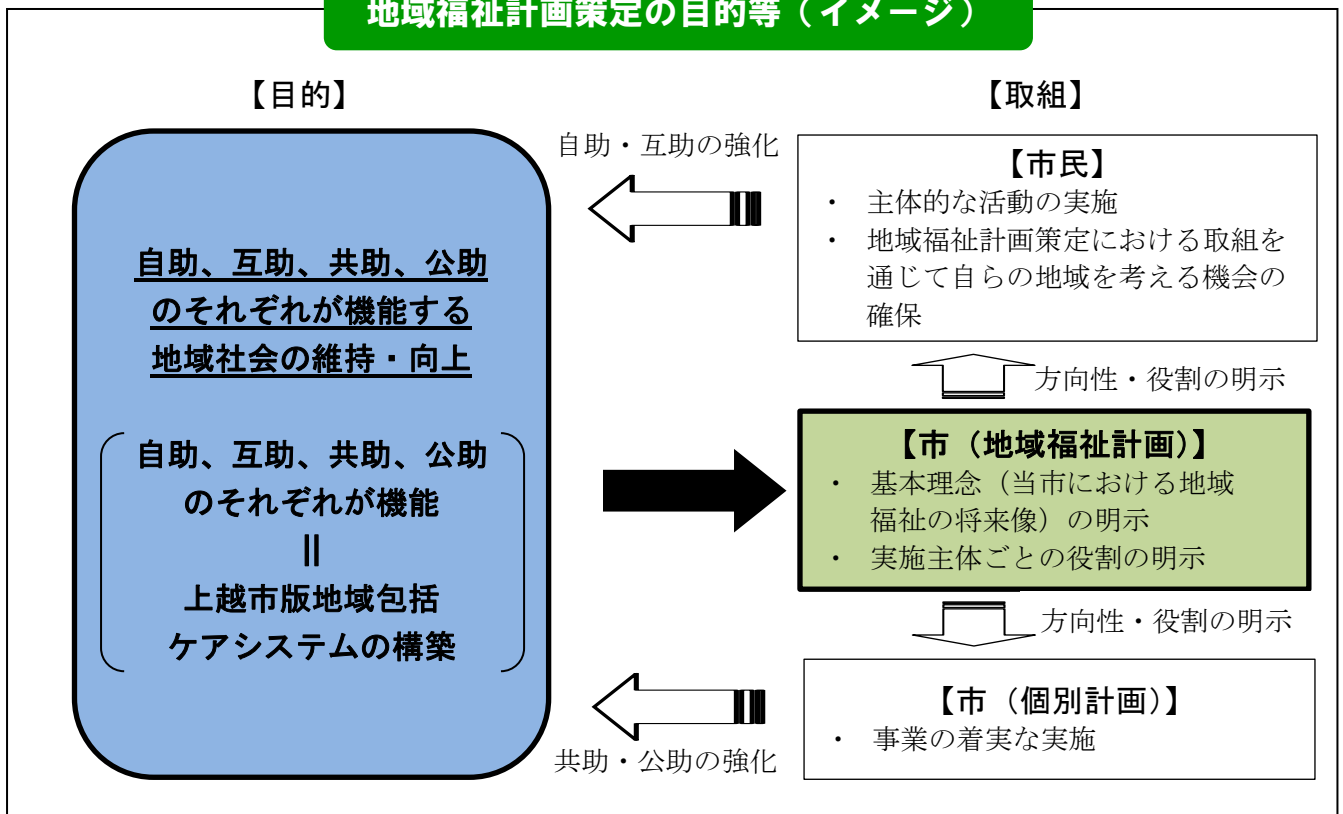 地域福祉計画策定の目的等（イメージ）
【目的】
自助、互助、共助、公助
のそれぞれが機能する
地域社会の維持・向上
自助、互助、共助、公助
のそれぞれが機能
||
上越市版地域包括
ケアシステムの構築
【取組】
自助・互助の強化
【市民】
・ 主体的な活動の実施
・ 地域福祉計画策定における取組を
通じて自らの地域を考える機会の
確保
方向性・役割の明示
【市（地域福祉計画）】
・ 基本理念（当市における地域
福祉の将来像）の明示
・ 実施主体ごとの役割の明示
方向性・役割の明示
【市（個別計画）】
・ 事業の着実な実施
共助・公助の強化